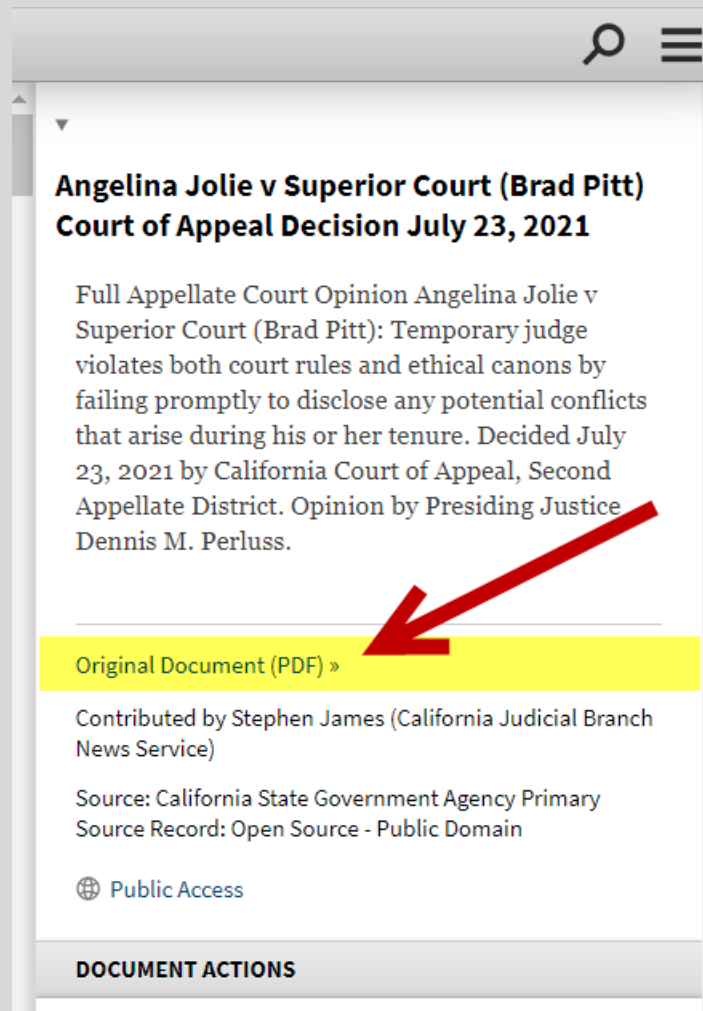 Angelina Jolie v Superior Court (Brad Pitt)
Court of Appeal Decision July 23, 2021
Full Appellate Court Opinion Angelina Jolie v
Superior Court (Brad Pitt): Temporary judge
violates both court rules and ethical canons by
failing promptly to disclose any potential conflicts
that arise during his or her tenure. Decided July
23, 2021 by California Court of Appeal, Second
Appellate District. Opinion by Presiding Justice
Dennis M. Perluss.
Original Document (PDF) »
Contributed by Stephen James (California Judicial Branch
News Service)
Source: California State Government Agency Primary
Source Record: Open Source - Public Domain
Public Access
DOCUMENT ACTIONS